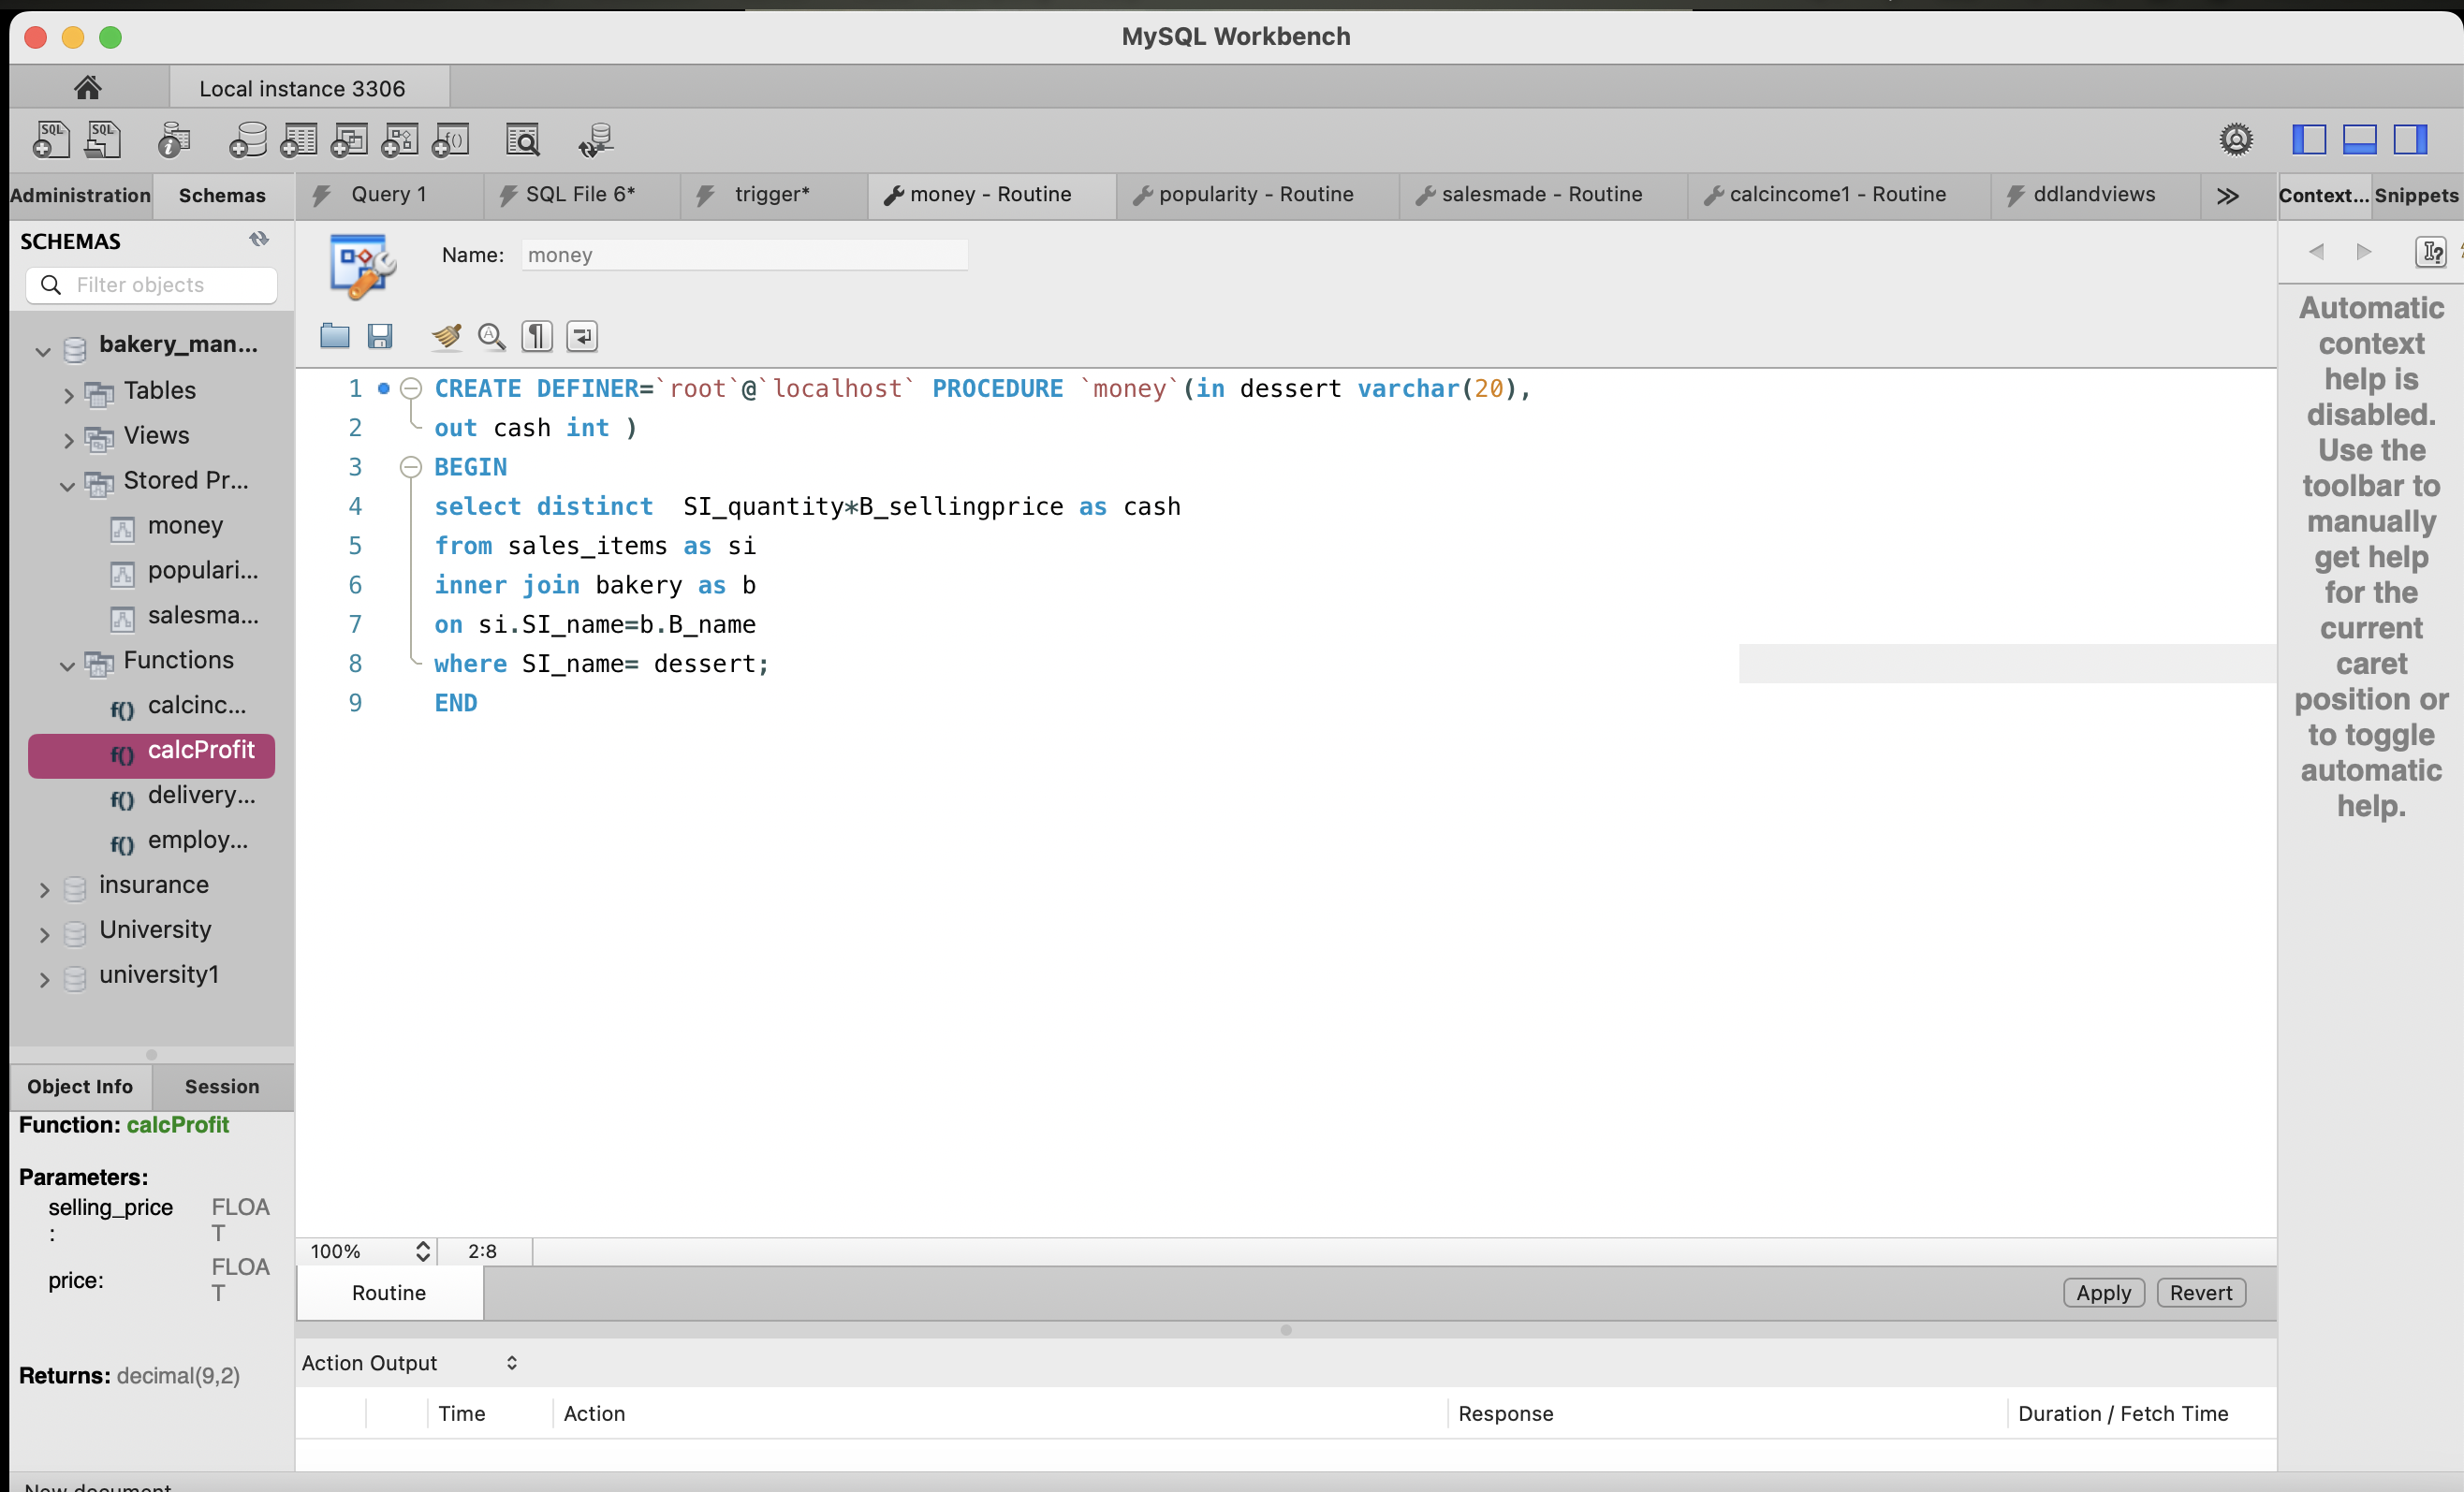 MySQL Workbench
Local instance 3306
Administration Schemas
Query 1 SQL File 6* trigger* money - Routine popularity - Routine salesmade - Routine calcincome1 - Routine ddlandviews
Context... Snippets
SCHEMAS
Filter objects
bakery_man...
Tables
Views
Stored Pr...
money
populari...
salesma...
Functions
calcinc...
calcProfit
delivery...
employ...
insurance
University
university1
Object Info Session
Function: calcProfit
Parameters:
selling_price FLOA
: T
price: FLOA
T
Returns: decimal(9,2)
Name: money
1 CREATE DEFINER=`root`@`localhost` PROCEDURE `money`(in dessert varchar(20),
2 out cash int )
3 BEGIN
4 select distinct  SI_quantity*B_sellingprice as cash
5 from sales_items as si
6 inner join bakery as b
7 on si.SI_name=b.B_name
8 where SI_name= dessert;
9 END
100% 2:8
Routine
Apply Revert
Action Output
Time Action Response Duration / Fetch Time
Automatic
context
help is
disabled.
Use the
toolbar to
manually
get help
for the
current
caret
position or
to toggle
automatic
help.
New document